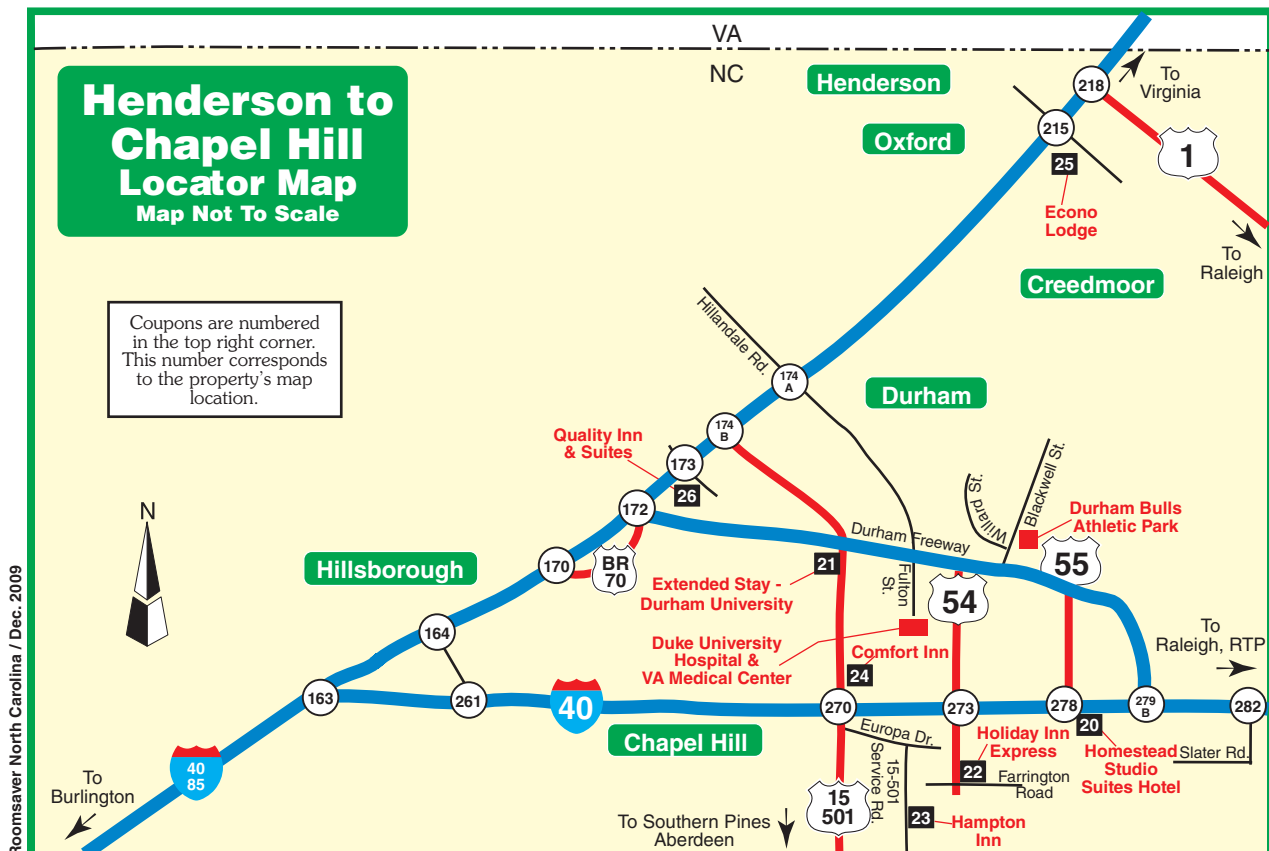 VA
NC
Henderson to
Chapel Hill
Locator Map
Map Not To Scale
Henderson
Oxford
218
To
Virginia
215
1
25
Econo
Lodge
To
Raleigh
Creedmoor
Coupons are numbered
in the top right corner.
This number corresponds
to the property's map
location.
Hillandale Rd.
174
A
Durham
174
B
Quality Inn
& Suites
173
26
172
Willard St.
Blackwell St.
Durham Bulls
Athletic Park
Durham Freeway
N
Hillsborough
170
BR
70
21
Extended Stay -
Durham University
Fulton
St.
54
55
Duke University
Hospital &
VA Medical Center
Comfort Inn
24
To
Raleigh, RTP
164
163
261
40
270
273
278
279
B
282
Chapel Hill
Europa Dr.
20
Homestead
Studio
Suites Hotel
Slater Rd.
Holiday Inn
Express
22
Farrington
Road
40
85
To
Burlington
15
501
15-501
Service Rd.
23
Hampton
Inn
To Southern Pines
Aberdeen
Roomsaver North Carolina / Dec. 2009